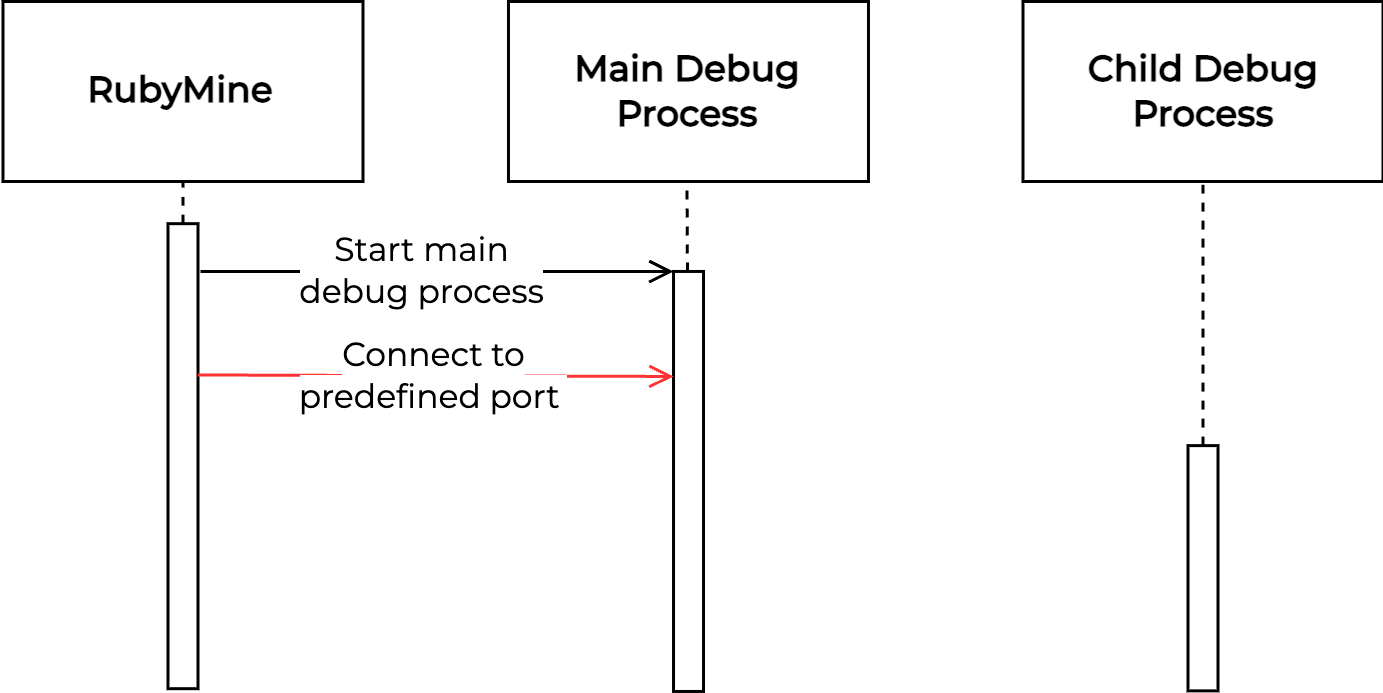 RubyMine
Main Debug
Process
Child Debug
Process
Start main
debug process
Connect to
predefined port